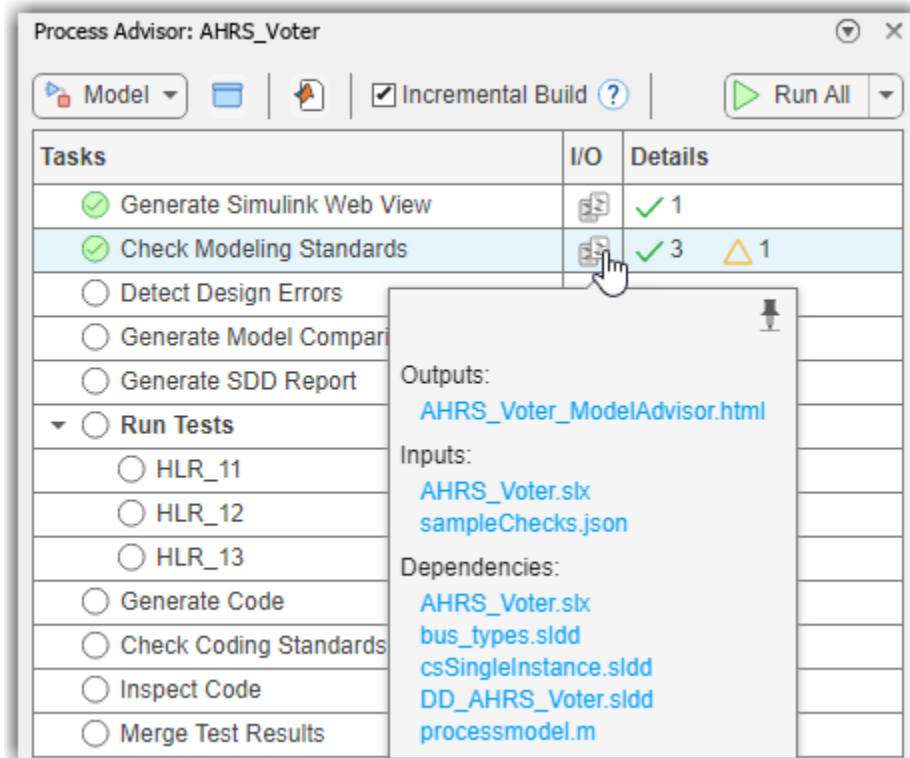 Process Advisor: AHRS_Voter
Model
Incremental Build ?
Run All
Tasks I/O Details
Generate Simulink Web View 1
Check Modeling Standards 3 1
Detect Design Errors
Generate Model Compari
Generate SDD Report
Run Tests
HLR_11
HLR_12
HLR_13
Generate Code
Check Coding Standards
Inspect Code
Merge Test Results
Outputs:
AHRS_Voter_ModelAdvisor.html
Inputs:
AHRS_Voter.slx
sampleChecks.json
Dependencies:
AHRS_Voter.slx
bus_types.sldd
csSingleInstance.sldd
DD_AHRS_Voter.sldd
processmodel.m